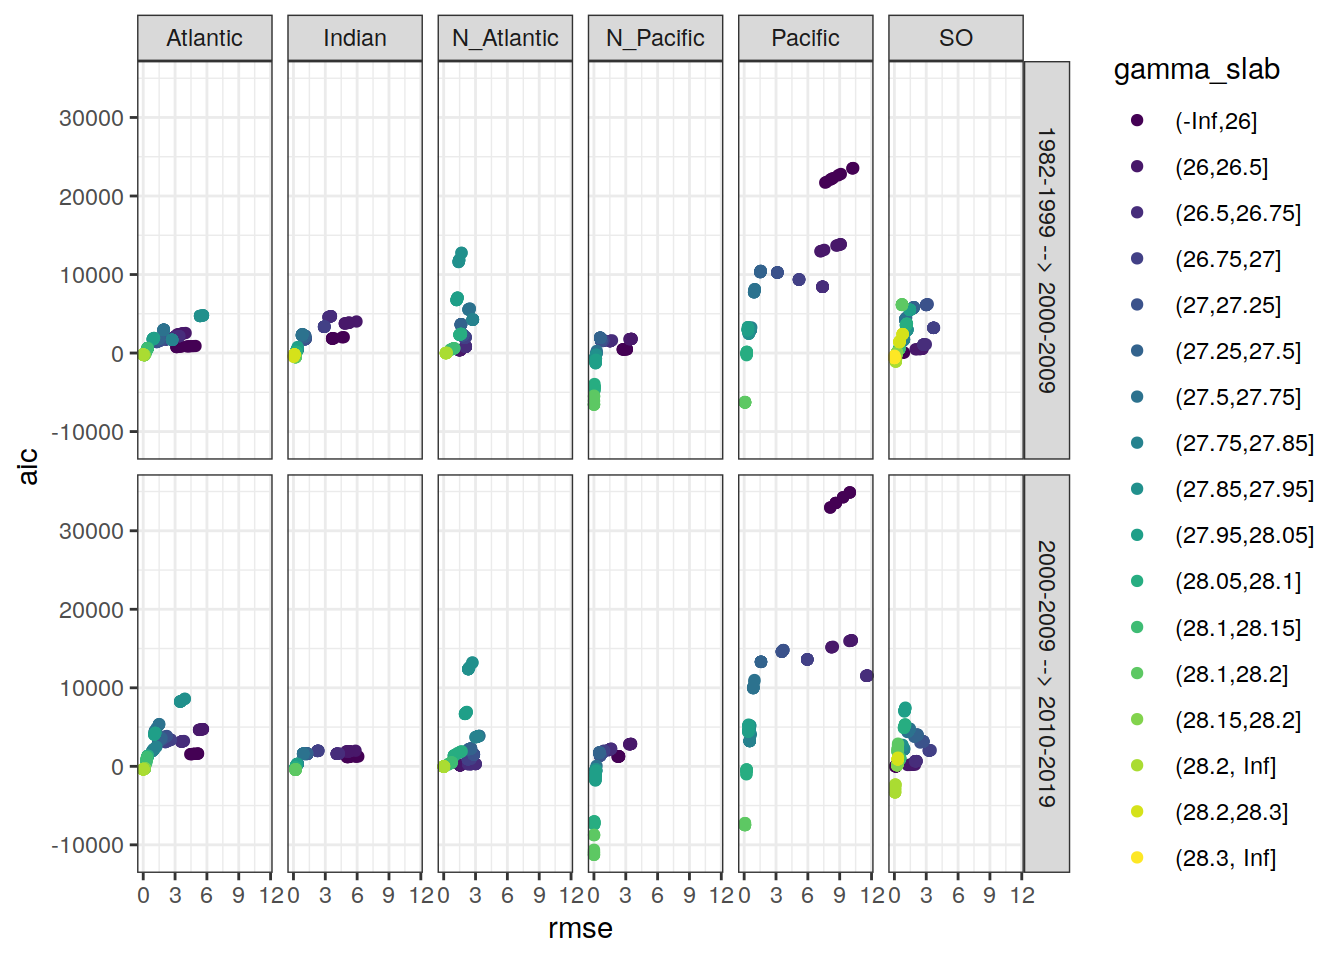 Atlantic Indian N_Atlantic N_Pacific Pacific SO
gamma_slab
(-Inf,26]
(26,26.5]
(26.5,26.75]
(26.75,27]
(27,27.25]
(27.25,27.5]
(27.5,27.75]
(27.75,27.85]
(27.85,27.95]
(27.95,28.05]
(28.05,28.1]
(28.1,28.15]
(28.1,28.2]
(28.15,28.2]
(28.2, Inf]
(28.2,28.3]
(28.3, Inf]
1982-1999 --> 2000-2009
2000-2009 --> 2010-2019
30000
20000
10000
0
-10000
30000
20000
10000
0
-10000
aic
0 3 6 9 12 0 3 6 9 12 0 3 6 9 12 0 3 6 9 12 0 3 6 9 12 0 3 6 9 12
rmse